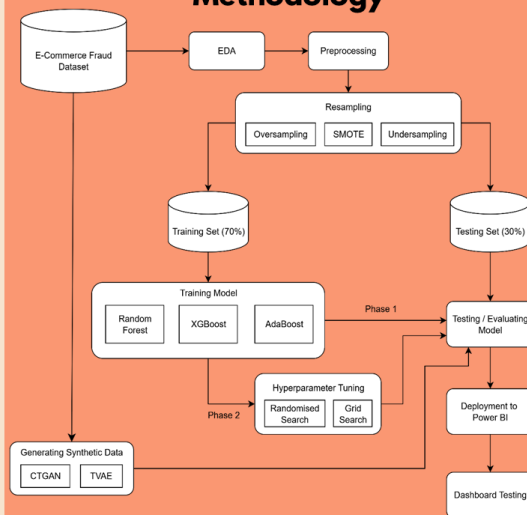 Methodology
E-Commerce Fraud
Dataset
EDA
Preprocessing
Resampling
Oversampling
SMOTE
Undersampling
Training Set (70%)
Testing Set (30%)
Training Model
Random
Forest
XGBoost
AdaBoost
Phase 1
Testing / Evaluating
Model
Phase 2
Hyperparameter Tuning
Randomised
Search
Grid
Search
Deployment to
Power BI
Generating Synthetic Data
CTGAN
TVAE
Dashboard Testing